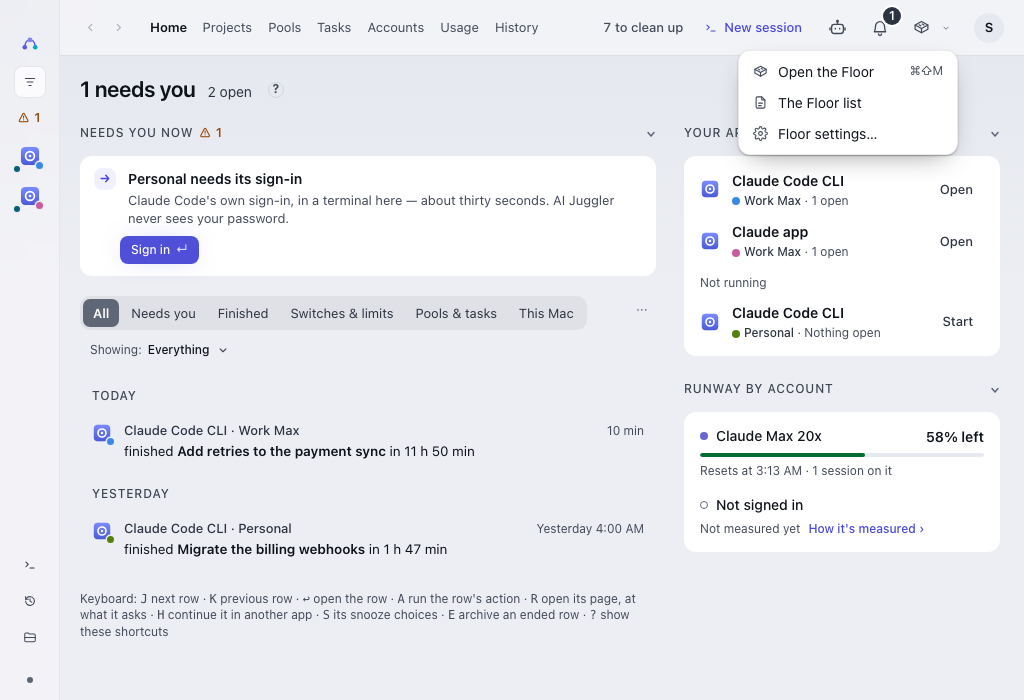 Home Projects Pools Tasks Accounts Usage History 7 to clean up New session 1 S
Open the Floor ⌘⇧M
The Floor list
Floor settings...
1
1 needs you 2 open ?
NEEDS YOU NOW 1
Personal needs its sign-in
Claude Code's own sign-in, in a terminal here — about thirty seconds. AI Juggler
never sees your password.
Sign in ↵
All Needs you Finished Switches & limits Pools & tasks This Mac ...
Showing: Everything
TODAY
Claude Code CLI · Work Max 10 min
finished Add retries to the payment sync in 11 h 50 min
YESTERDAY
Claude Code CLI · Personal Yesterday 4:00 AM
finished Migrate the billing webhooks in 1 h 47 min
Keyboard: J next row · K previous row · ↩ open the row · A run the row's action · R open its page, at
what it asks · H continue it in another app · S its snooze choices · E archive an ended row · ? show
these shortcuts
Claude Code CLI
Work Max · 1 open
Open
Claude app
Work Max · 1 open
Open
Not running
Claude Code CLI
Personal · Nothing open
Start
RUNWAY BY ACCOUNT
Claude Max 20x 58% left
Resets at 3:13 AM · 1 session on it
Not signed in
Not measured yet How it's measured ›